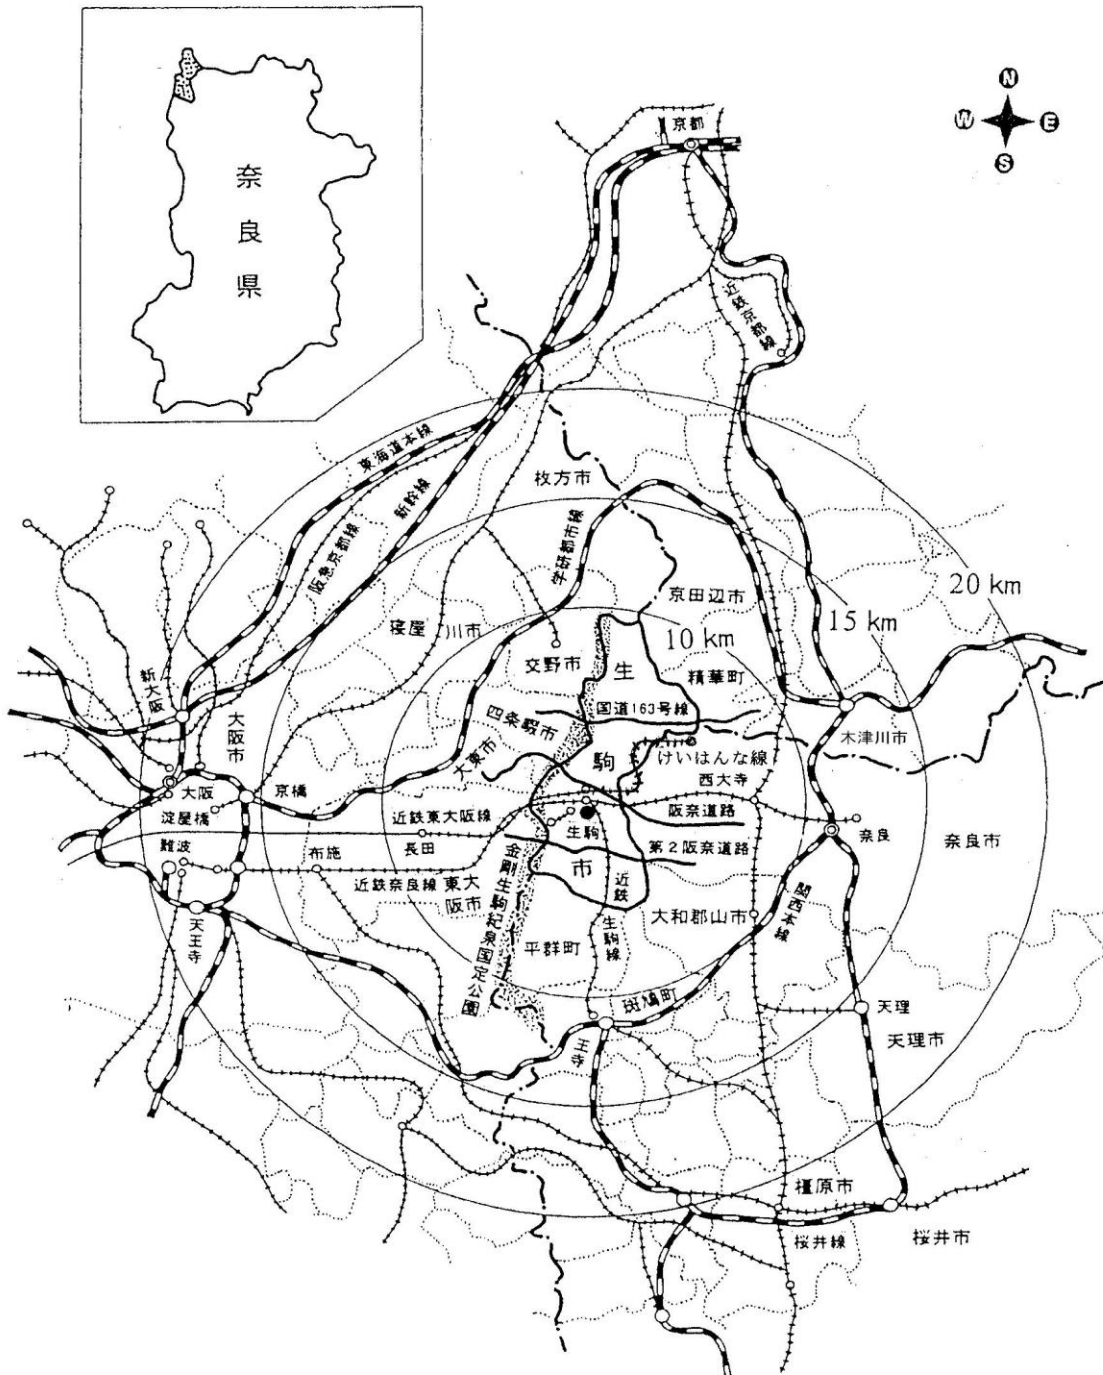 奈良県
N
W
E
S
京都
近鉄京都線
東海道本線
枚方市
新幹線
阪急京都線
学研都市線
20 km
京田辺市
15 km
10 km
寝屋川市
交野市
生駒市
精華町
新大阪
国道163号線
四条畷市
大阪市
木津川市
大東市
けいはんな線
西大寺
大阪
京橋
淀屋橋
近鉄東大阪線
阪奈道路
生駒
奈良
奈良市
難波
布施
長田
第2阪奈道路
近鉄奈良線
東大阪市
近鉄生駒線
関西本線
大和郡山市
天王寺
金剛生駒紀泉国定公園
平群町
斑鳩町
天理
天理市
王寺
橿原市
桜井線
桜井市